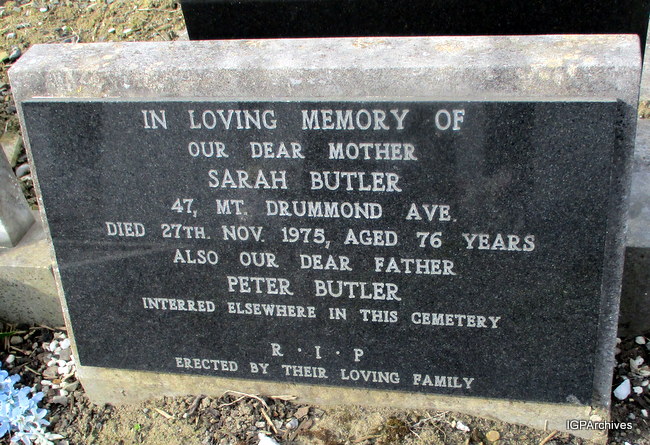 IN LOVING MEMORY OF
OUR DEAR MOTHER
SARAH BUTLER
47, MT. DRUMMOND AVE.
DIED 27TH. NOV. 1975, AGED 76 YEARS
ALSO OUR DEAR FATHER
PETER BUTLER
INTERRED ELSEWHERE IN THIS CEMETERY
R · I · P
ERECTED BY THEIR LOVING FAMILY
IGPArchives